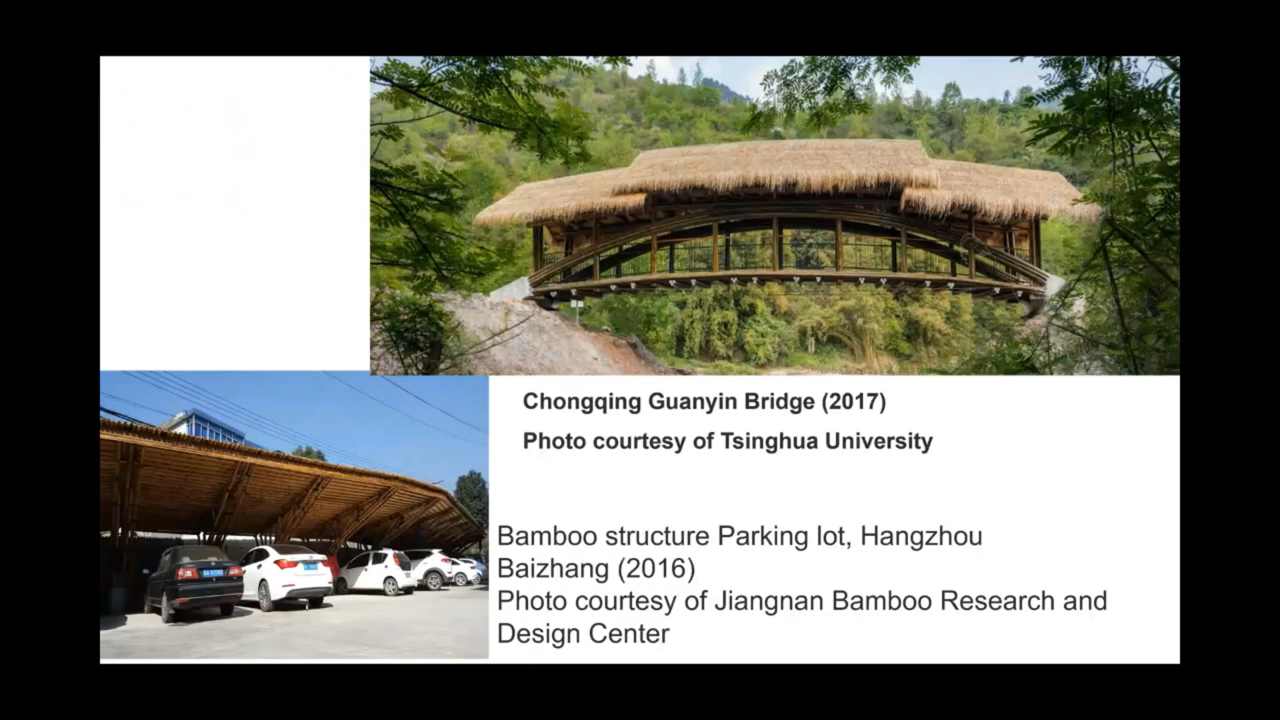 Chongqing Guanyin Bridge (2017)
Photo courtesy of Tsinghua University
Bamboo structure Parking lot, Hangzhou
Baizhang (2016)
Photo courtesy of Jiangnan Bamboo Research and
Design Center